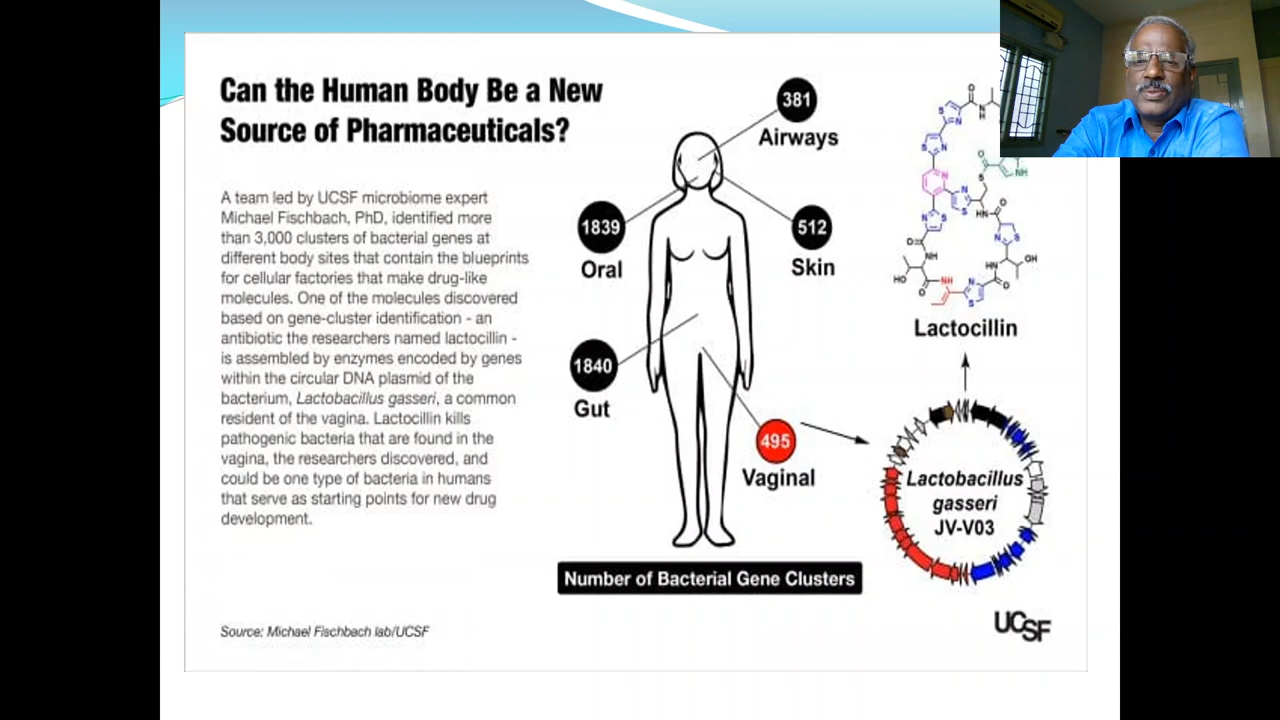 Can the Human Body Be a New
Source of Pharmaceuticals?
A team led by UCSF microbiome expert
Michael Fischbach, PhD, identified more
than 3,000 clusters of bacterial genes at
different body sites that contain the blueprints
for cellular factories that make drug-like
molecules. One of the molecules discovered
based on gene-cluster identification - an
antibiotic the researchers named lactocillin -
is assembled by enzymes encoded by genes
within the circular DNA plasmid of the
bacterium, Lactobacillus gasseri, a common
resident of the vagina. Lactocillin kills
pathogenic bacteria that are found in the
vagina, the researchers discovered, and
could be one type of bacteria in humans
that serve as starting points for new drug
development.
Source: Michael Fischbach lab/UCSF
381
Airways
1839
Oral
512
Skin
1840
Gut
495
Vaginal
Number of Bacterial Gene Clusters
O
N
H
S
N
S
N
N
O
S
NH
N
S
N
S
HN
O
N
S
O
NH
N
S
HO
O
NH
N
S
O
HN
OH
Lactocillin
Lactobacillus
gasseri
JV-V03
UCSF